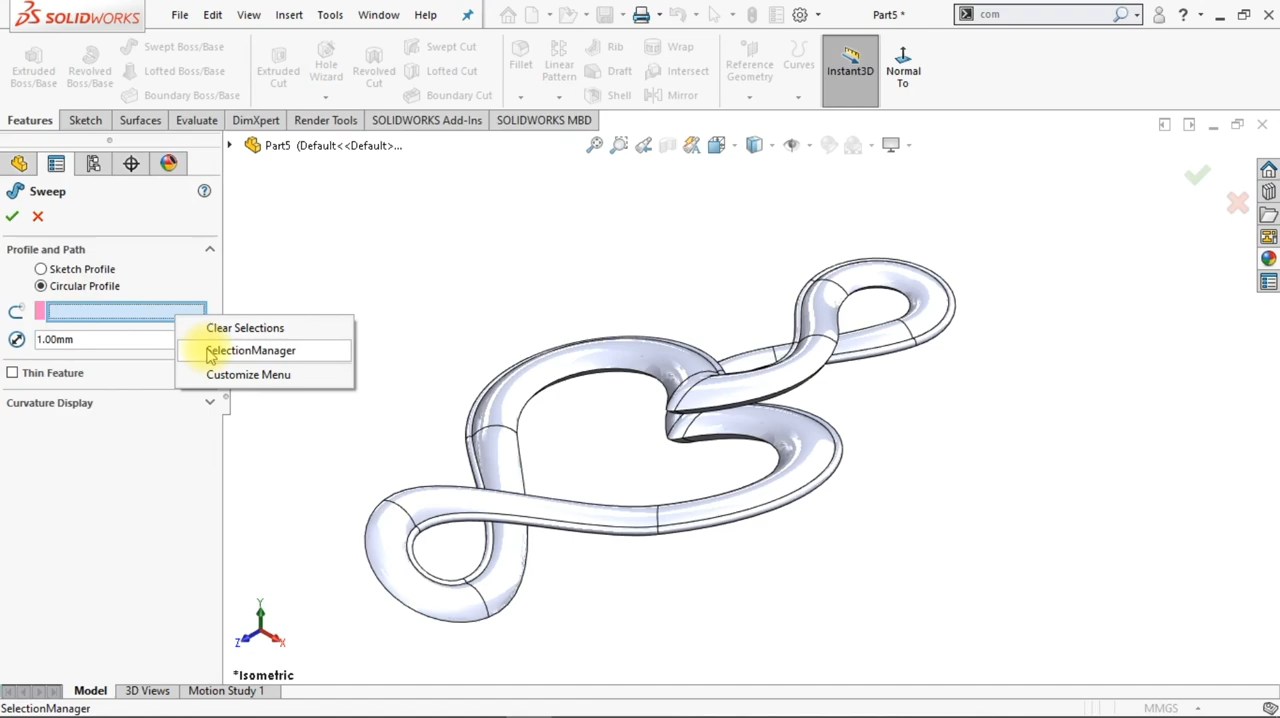 SOLIDWORKS
File Edit View Insert Tools Window Help
Part5 *
com
Extruded Boss/Base
Revolved Boss/Base
Swept Boss/Base
Lofted Boss/Base
Boundary Boss/Base
Extruded Cut
Hole Wizard
Revolved Cut
Swept Cut
Lofted Cut
Boundary Cut
Fillet
Linear Pattern
Rib
Draft
Shell
Wrap
Intersect
Mirror
Reference Geometry
Curves
Instant3D
Normal To
Features Sketch Surfaces Evaluate DimXpert Render Tools SOLIDWORKS Add-Ins SOLIDWORKS MBD
Part5 (Default<<Default>...
Sweep
Profile and Path
Sketch Profile
Circular Profile
1.00mm
Thin Feature
Curvature Display
Clear Selections
SelectionManager
Customize Menu
Y
Z
X
*Isometric
Model 3D Views Motion Study 1
SelectionManager
MMGS